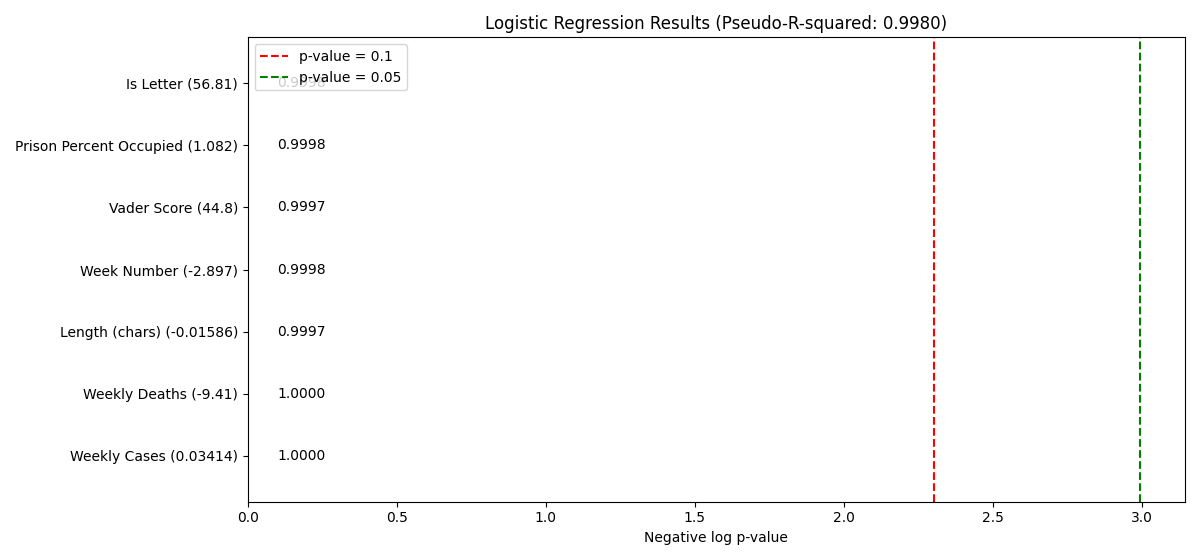 Logistic Regression Results (Pseudo-R-squared: 0.9980)
p-value = 0.1
p-value = 0.05
Is Letter (56.81)
Prison Percent Occupied (1.082) 0.9998
Vader Score (44.8) 0.9997
Week Number (-2.897) 0.9998
Length (chars) (-0.01586) 0.9997
Weekly Deaths (-9.41) 1.0000
Weekly Cases (0.03414) 1.0000
0.0 0.5 1.0 1.5 2.0 2.5 3.0
Negative log p-value